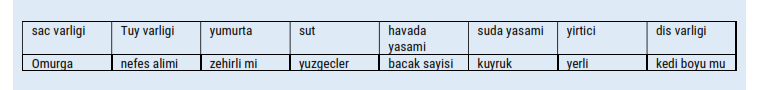 sac varligi Tuy varligi yumurta sut havada suda yasami yirtici dis varligi
yasami
Omurga nefes alimi zehirli mi yuzgecler bacak sayisi kuyruk yerli kedi boyu mu